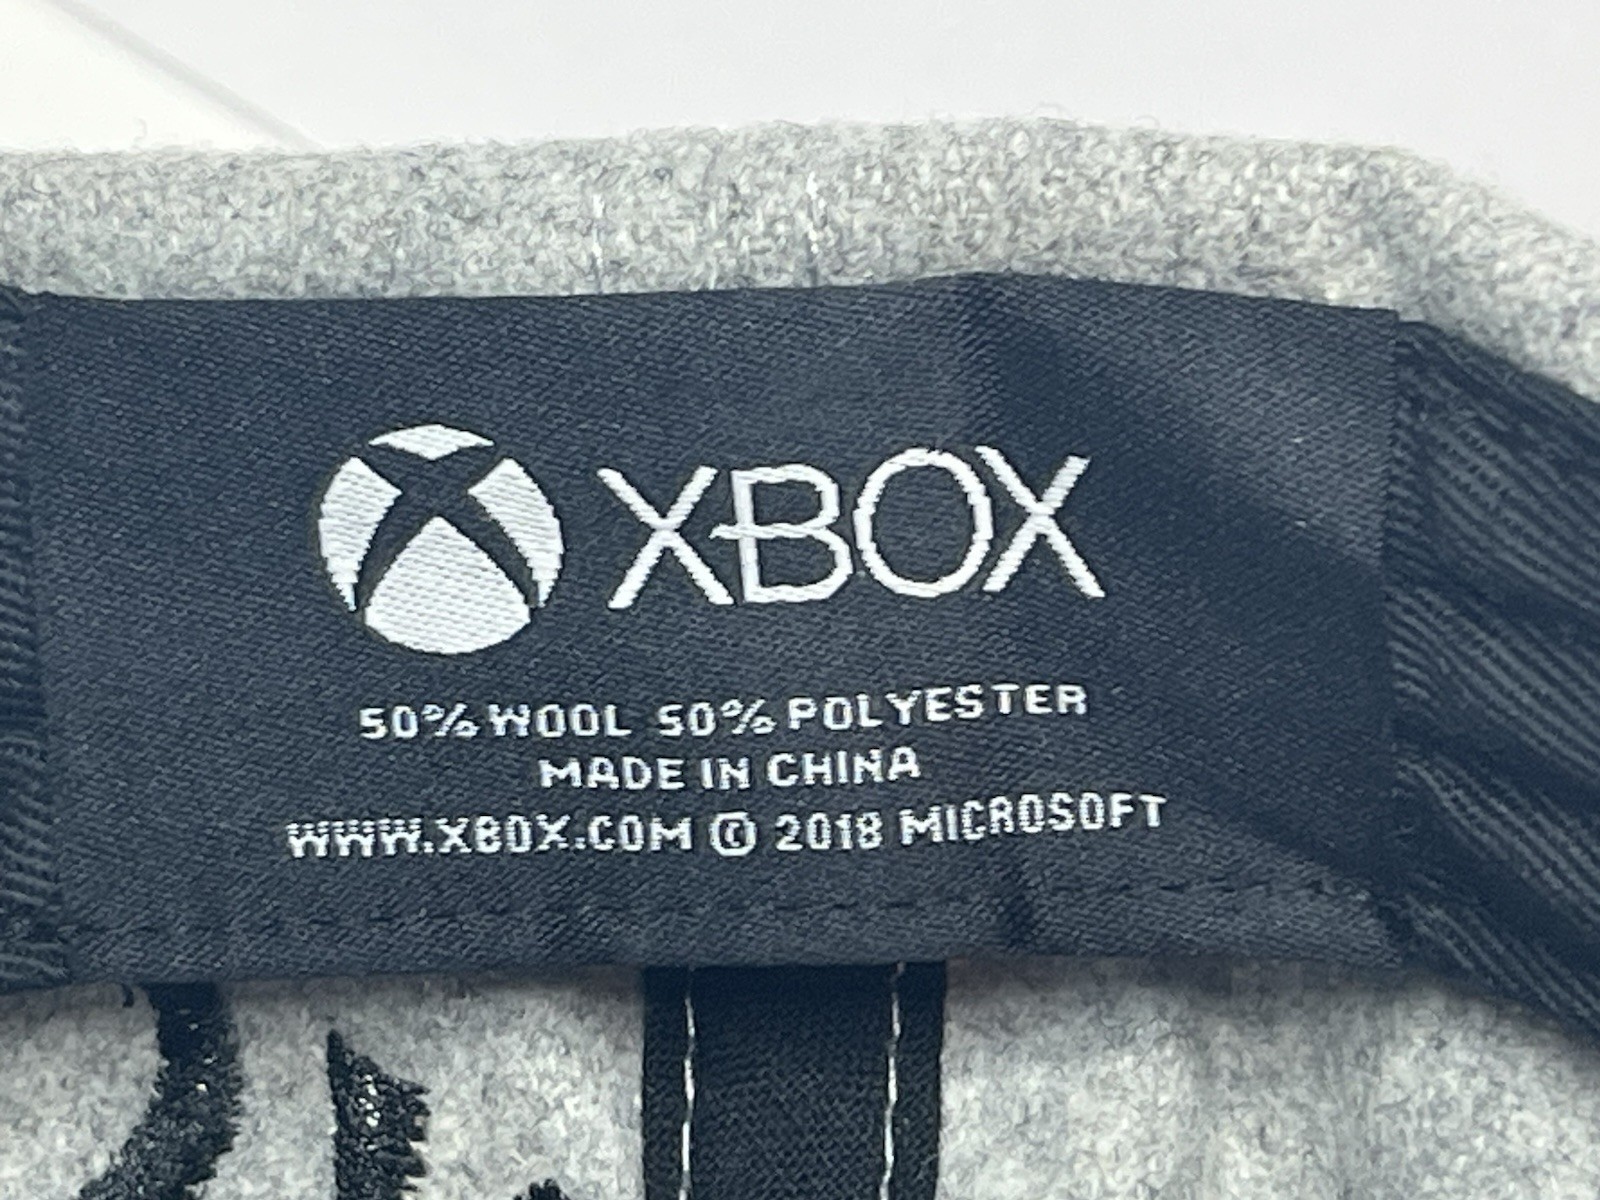 XBOX
50% WOOL 50% POLYESTER
MADE IN CHINA
WWW.XBOX.COM © 2018 MICROSOFT